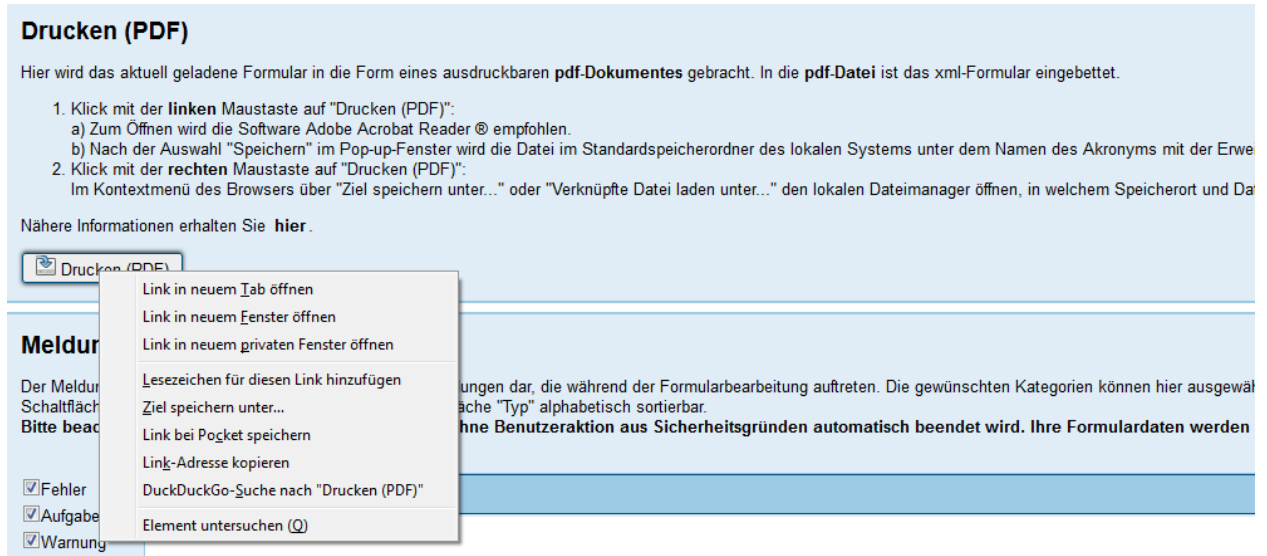 Drucken (PDF)
Hier wird das aktuell geladene Formular in die Form eines ausdruckbaren pdf-Dokumentes gebracht. In die pdf-Datei ist das xml-Formular eingebettet.
1. Klick mit der linken Maustaste auf "Drucken (PDF)":
a) Zum Öffnen wird die Software Adobe Acrobat Reader ® empfohlen.
b) Nach der Auswahl "Speichern" im Pop-up-Fenster wird die Datei im Standardspeicherordner des lokalen Systems unter dem Namen des Akronyms mit der Erwei
2. Klick mit der rechten Maustaste auf "Drucken (PDF)":
Im Kontextmenü des Browsers über "Ziel speichern unter..." oder "Verknüpfte Datei laden unter..." den lokalen Dateimanager öffnen, in welchem Speicherort und Dat
Nähere Informationen erhalten Sie hier.
Drucken (PDF)
Link in neuem Tab öffnen
Link in neuem Fenster öffnen
Link in neuem privaten Fenster öffnen
Lesezeichen für diesen Link hinzufügen
Ziel speichern unter...
Link bei Pocket speichern
Link-Adresse kopieren
DuckDuckGo-Suche nach "Drucken (PDF)"
Element untersuchen (Q)
Meldun
Der Meldun ungen dar, die während der Formularbearbeitung auftreten. Die gewünschten Kategorien können hier ausgewäh
Schaltfläch äche "Typ" alphabetisch sortierbar.
Bitte beac hne Benutzeraktion aus Sicherheitsgründen automatisch beendet wird. Ihre Formulardaten werden
Fehler
Aufgabe
Warnung